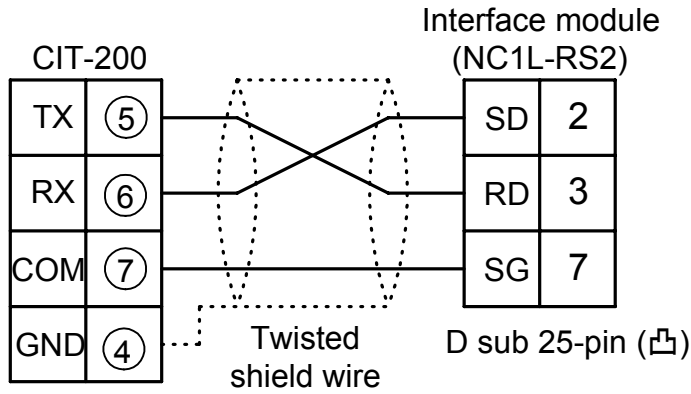 Interface module
CIT-200 (NC1L-RS2)
TX ⑤ SD 2
RX ⑥ RD 3
COM ⑦ SG 7
GND ④
Twisted
shield wire
D sub 25-pin (凸)